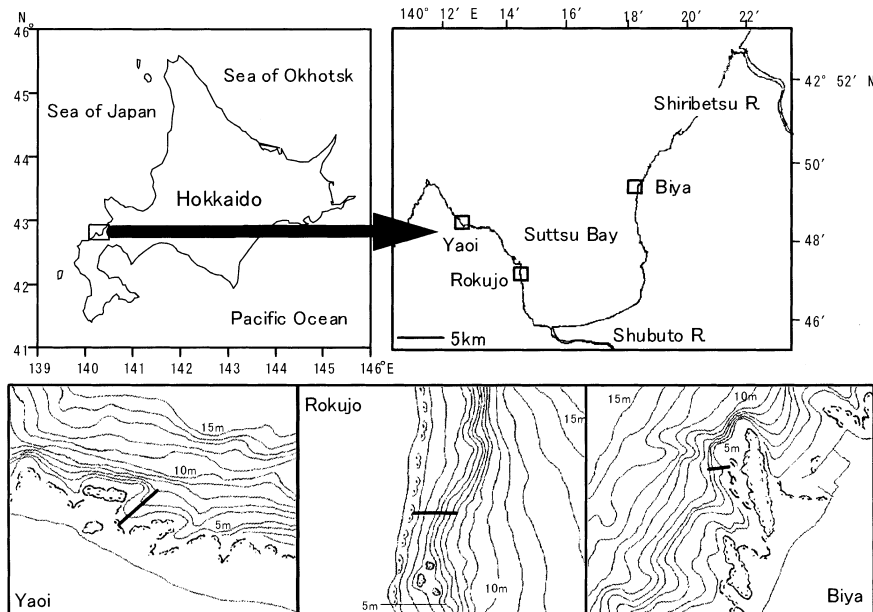 N°
46
45
44
43
42
41
139 140 141 142 143 144 145 146°E
Sea of Okhotsk
Sea of Japan
Hokkaido
Pacific Ocean
140° 12′ E 14′ 16′ 18′ 20′ 22′
42° 52′ N
50′
48′
46′
Shiribetsu R.
Biya
Suttsu Bay
Yaoi
Rokujo
5km
Shubuto R.
15m
10m
5m
Yaoi
Rokujo
15m
10m
5m
15m
10m
5m
Biya